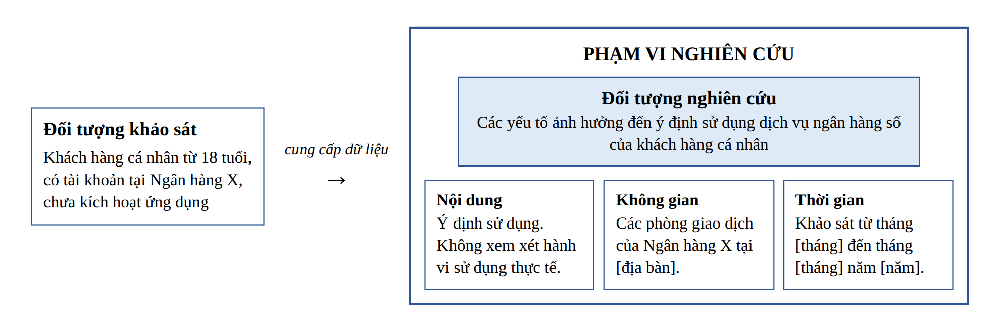 Đối tượng khảo sát
Khách hàng cá nhân từ 18 tuổi,
có tài khoản tại Ngân hàng X,
chưa kích hoạt ứng dụng
cung cấp dữ liệu
→
PHẠM VI NGHIÊN CỨU
Đối tượng nghiên cứu
Các yếu tố ảnh hưởng đến ý định sử dụng dịch vụ ngân hàng số
của khách hàng cá nhân
Nội dung
Ý định sử dụng.
Không xem xét hành
vi sử dụng thực tế.
Không gian
Các phòng giao dịch
của Ngân hàng X tại
[địa bàn].
Thời gian
Khảo sát từ tháng
[tháng] đến tháng
[tháng] năm [năm].